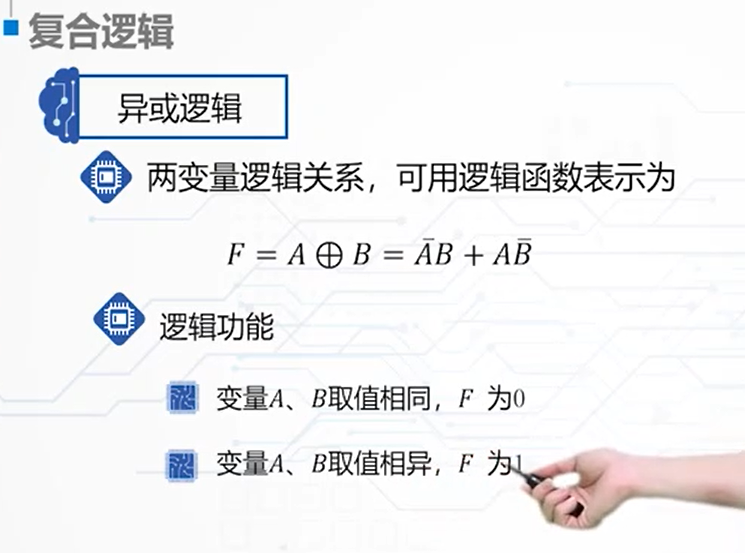 复合逻辑
异或逻辑
两变量逻辑关系，可用逻辑函数表示为
F = A ⊕ B = A̅B + AB̅
逻辑功能
变量A、B取值相同，F 为0
变量A、B取值相异，F 为1